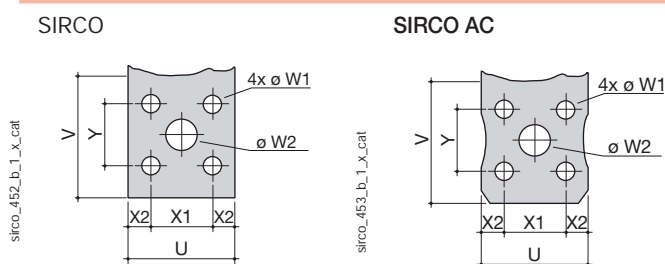 SIRCO
4x ø W1
V
Y
ø W2
X2 X1 X2
U
sirco_452_b_1_x_cat
SIRCO AC
4x ø W1
V
Y
ø W2
X2 X1 X2
U
sirco_453_b_1_x_cat